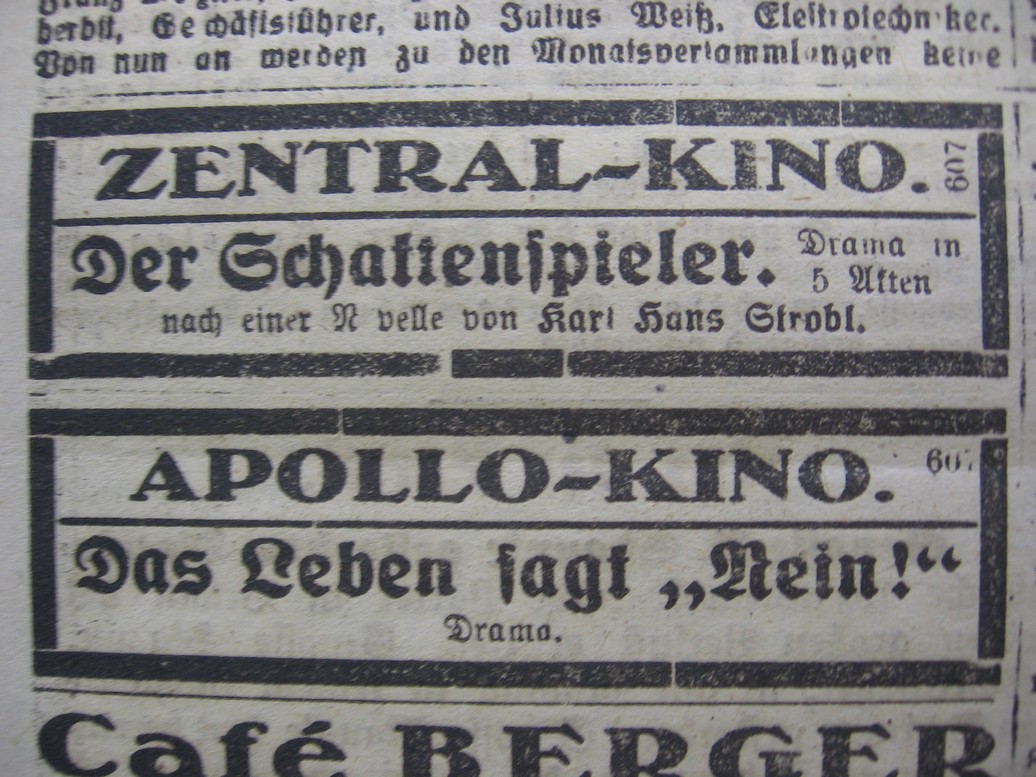 herbst, Geschäftsführer, und Julius Weiß, Elektrotechniker.
Von nun an werden zu den Monatsversammlungen keine
ZENTRAL-KINO. 607
Der Schattenspieler. Drama in
5 Akten
nach einer N velle von Karl Hans Strobl.
APOLLO-KINO. 607
Das Leben sagt „Nein!“
Drama.
Café BERGER